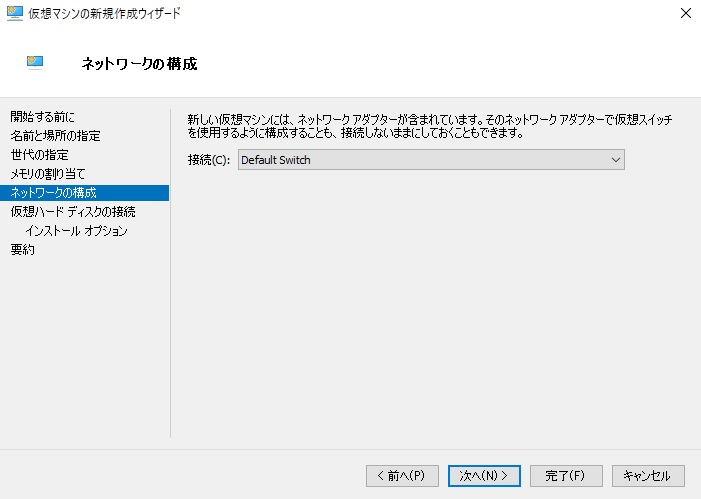 仮想マシンの新規作成ウィザード
ネットワークの構成
開始する前に
名前と場所の指定
世代の指定
メモリの割り当て
ネットワークの構成
仮想ハード ディスクの接続
インストール オプション
要約
新しい仮想マシンには、ネットワーク アダプターが含まれています。そのネットワーク アダプターで仮想スイッチ
を使用するように構成することも、接続しないままにしておくこともできます。
接続(C): Default Switch
< 前へ(P) 次へ(N) > 完了(F) キャンセル